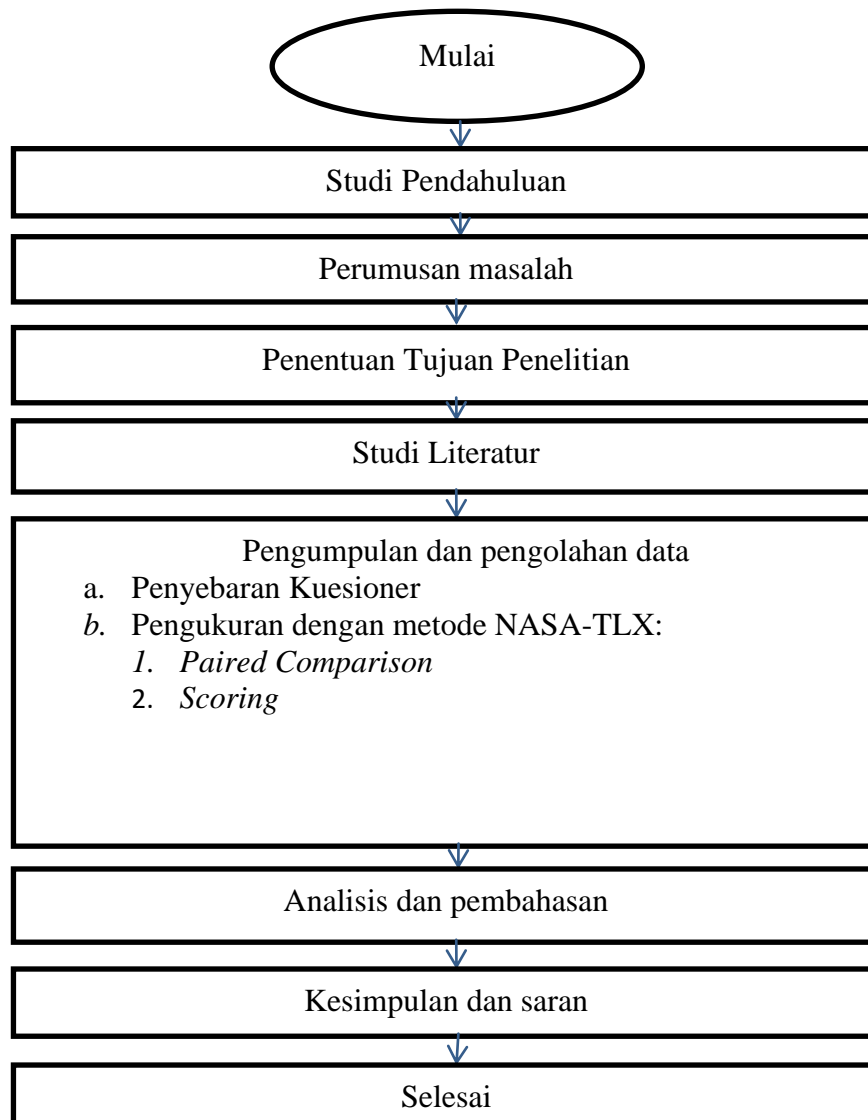 Mulai
Studi Pendahuluan
Perumusan masalah
Penentuan Tujuan Penelitian
Studi Literatur
Pengumpulan dan pengolahan data
a. Penyebaran Kuesioner
b. Pengukuran dengan metode NASA-TLX:
1. Paired Comparison
2. Scoring
Analisis dan pembahasan
Kesimpulan dan saran
Selesai